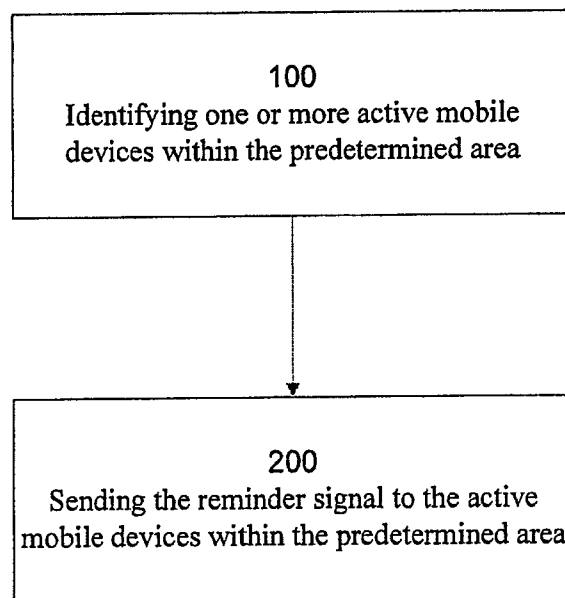 100
Identifying one or more active mobile
devices within the predetermined area
200
Sending the reminder signal to the active
mobile devices within the predetermined area